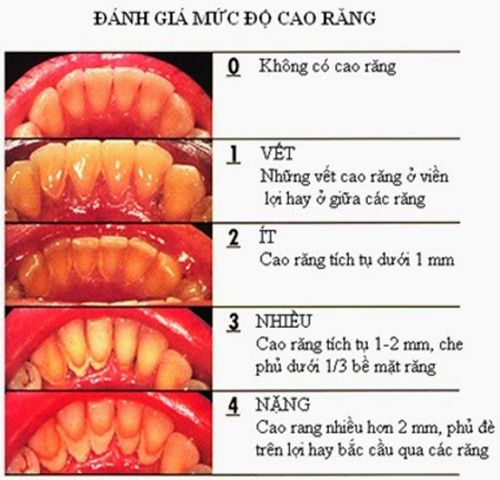 ĐÁNH GIÁ MỨC ĐỘ CAO RĂNG
0 Không có cao răng
1 VẾT
Những vết cao răng ở viền
lợi hay ở giữa các răng
2 ÍT
Cao răng tích tụ dưới 1 mm
3 NHIỀU
Cao răng tích tụ 1-2 mm, che
phủ dưới 1/3 bề mặt răng
4 NẶNG
Cao rang nhiều hơn 2 mm, phủ đè
trên lợi hay bắc cầu qua các răng